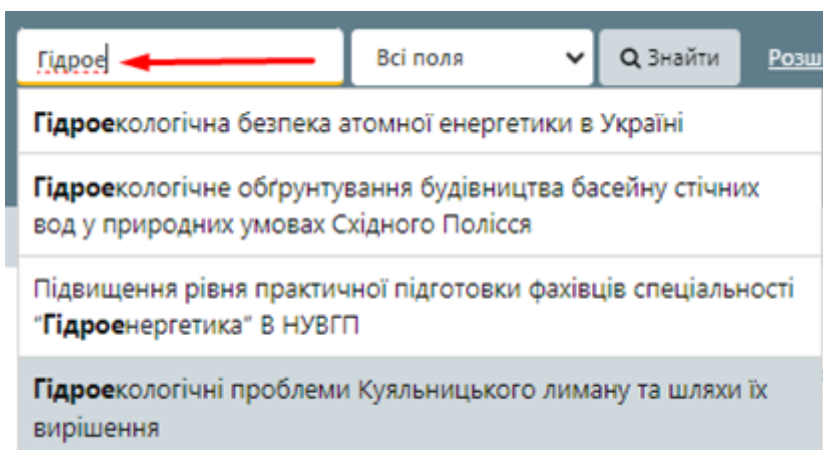 Гідрое
Всі поля
Знайти
Розш
Гідроекологічна безпека атомної енергетики в Україні
Гідроекологічне обґрунтування будівництва басейну стічних
вод у природних умовах Східного Полісся
Підвищення рівня практичної підготовки фахівців спеціальності
“Гідроенергетика” В НУВГП
Гідроекологічні проблеми Куяльницького лиману та шляхи їх
вирішення